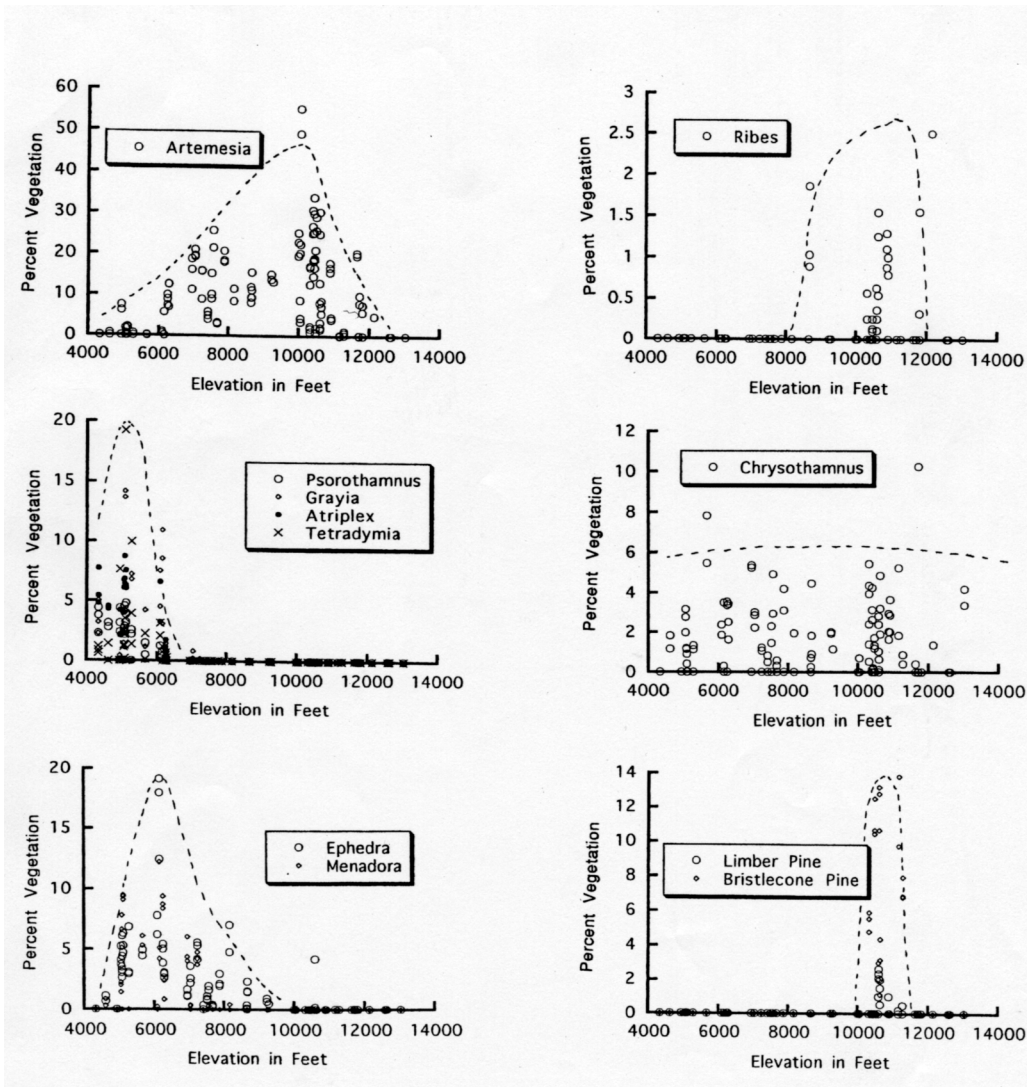 Percent Vegetation
60
50
40
30
20
10
0
Artemesia
4000 6000 8000 10000 12000 14000
Elevation in Feet
Percent Vegetation
3
2.5
2
1.5
1
0.5
0
Ribes
4000 6000 8000 10000 12000 14000
Elevation in Feet
Percent Vegetation
20
15
10
5
0
Psorothamnus
Grayia
Atriplex
Tetradymia
4000 6000 8000 10000 12000 14000
Elevation in Feet
Percent Vegetation
12
10
8
6
4
2
0
Chrysothamnus
4000 6000 8000 10000 12000 14000
Elevation in Feet
Percent Vegetation
20
15
10
5
0
Ephedra
Menadora
4000 6000 8000 10000 12000 14000
Elevation in Feet
Percent Vegetation
14
12
10
8
6
4
2
0
Limber Pine
Bristlecone Pine
4000 6000 8000 10000 12000 14000
Elevation in Feet